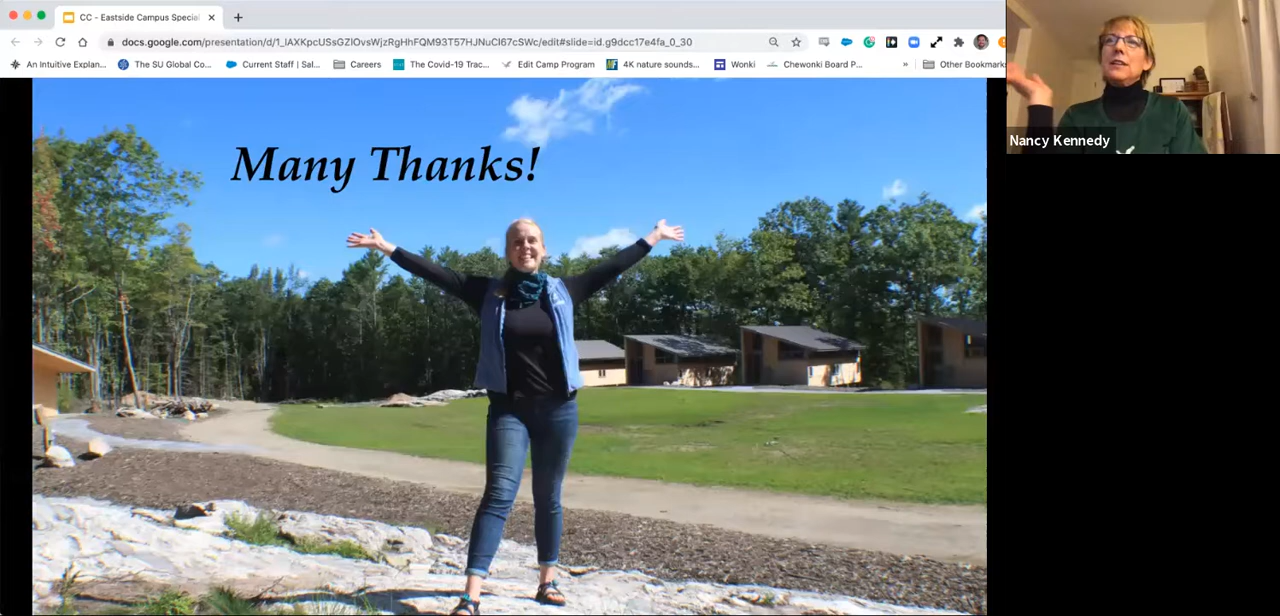 CC - Eastside Campus Special
docs.google.com/presentation/d/1_lAXKpcUSsGZlOvsWjzRgHhFQM93T57HJNuCl67cSWc/edit#slide=id.g9dcc17e4fa_0_30
An Intuitive Explan... The SU Global Co... Current Staff | Sal... Careers The Covid-19 Trac... Edit Camp Program 4K nature sounds... Wonki Chewonki Board P... » Other Bookmarks
Many Thanks!
Nancy Kennedy